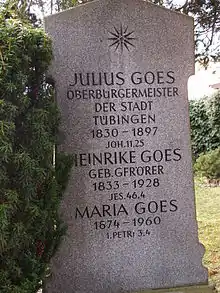 JULIUS GOES
OBERBÜRGERMEISTER
DER STADT
TÜBINGEN
1830 – 1897
JOH.11.25
HEINRIKE GOES
GEB. GFRÖRER
1833 – 1928
JES. 46.4
MARIA GOES
1874 – 1960
1. PETR. 3.4